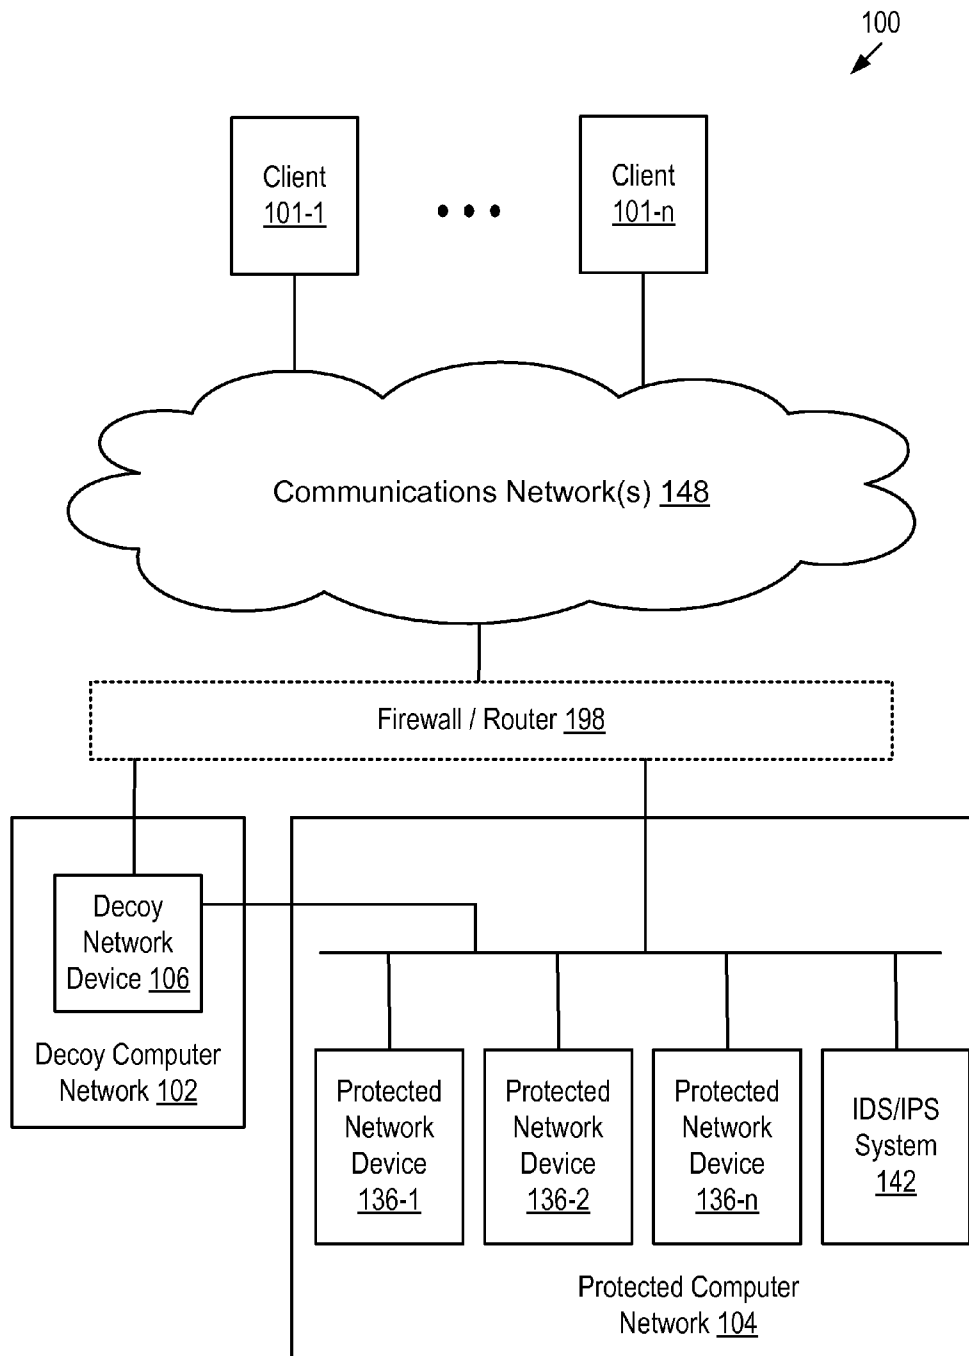 100
Client
101-1
Client
101-n
Communications Network(s) 148
Firewall / Router 198
Decoy
Network
Device 106
Decoy Computer
Network 102
Protected
Network
Device
136-1
Protected
Network
Device
136-2
Protected
Network
Device
136-n
IDS/IPS
System
142
Protected Computer
Network 104